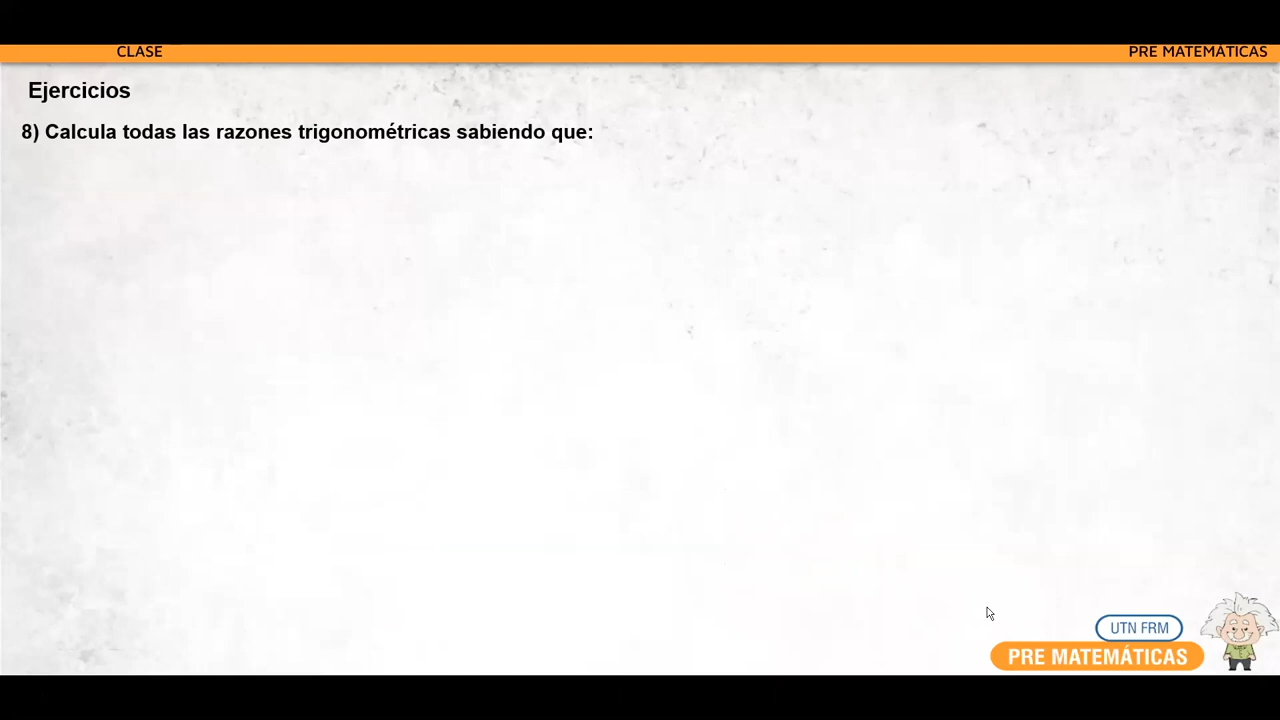 CLASE
PRE MATEMÁTICAS
Ejercicios
8) Calcula todas las razones trigonométricas sabiendo que:
UTN FRM
PRE MATEMÁTICAS